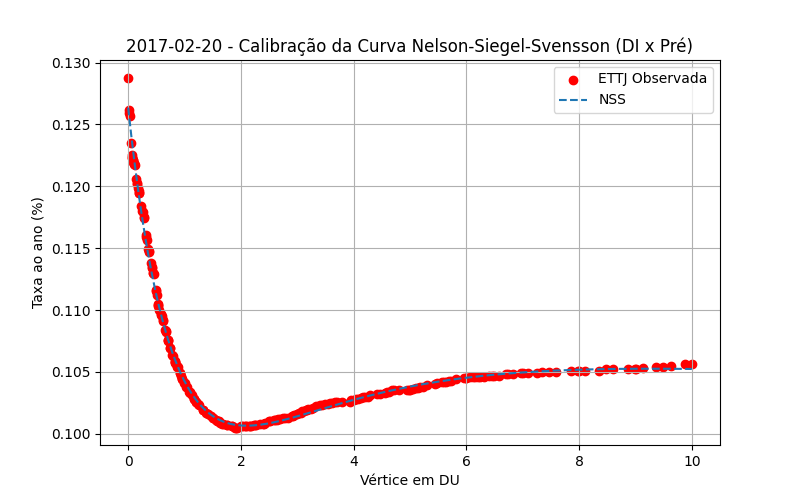 2017-02-20 - Calibração da Curva Nelson-Siegel-Svensson (DI x Pré)
ETTJ Observada
NSS
Taxa ao ano (%)
0.130
0.125
0.120
0.115
0.110
0.105
0.100
0
2
4
6
8
10
Vértice em DU